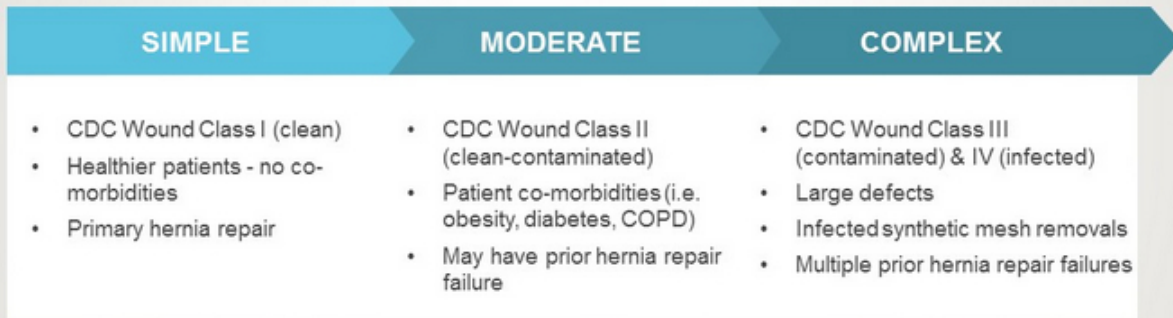 SIMPLE
MODERATE
COMPLEX
• CDC Wound Class I (clean)
• Healthier patients - no co-
morbidities
• Primary hernia repair
• CDC Wound Class II
(clean-contaminated)
• Patient co-morbidities (i.e.
obesity, diabetes, COPD)
• May have prior hernia repair
failure
• CDC Wound Class III
(contaminated) & IV (infected)
• Large defects
• Infected synthetic mesh removals
• Multiple prior hernia repair failures